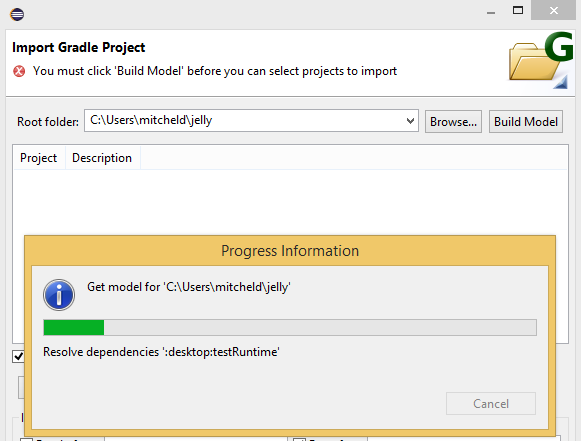 Import Gradle Project
You must click 'Build Model' before you can select projects to import
G
Root folder: C:\Users\mitcheld\jelly Browse... Build Model
Project Description
Progress Information
Get model for 'C:\Users\mitcheld\jelly'
Resolve dependencies ':desktop:testRuntime'
Cancel